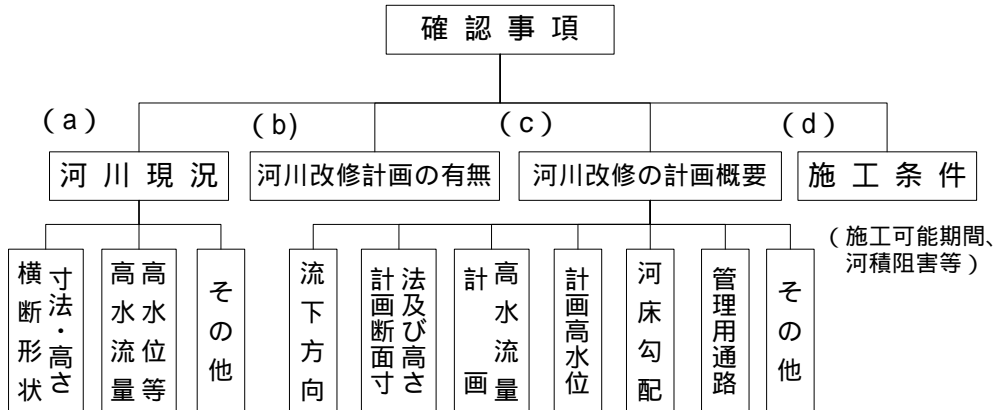 確認事項
(a)
河川現況
(b)
河川改修計画の有無
(c)
河川改修の計画概要
(d)
施工条件
(施工可能期間、
河積阻害等)
横断形状
寸法・高さ
高水流量
高水位等
その他
流下方向
計画断面寸
法及び高さ
計画
高水流量
計画高水位
河床勾配
管理用通路
その他